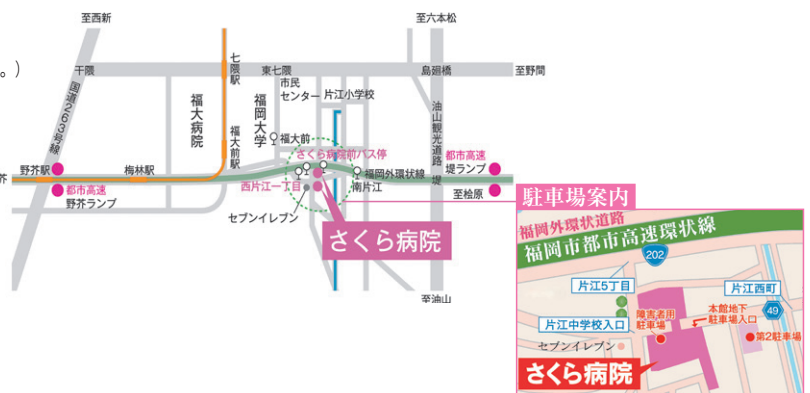 至西新
至六本松
。)
千隈
七隈駅
東七隈
島廻橋
至野間
国道263号線
市民
センター
片江小学校
福大病院
福岡大学
油山観光道路
福大前駅
福大前
さくら病院前バス停
都市高速
堤ランプ
野芥駅
梅林駅
福岡外環状線
堤
芥
都市高速
野芥ランプ
西片江一丁目
南片江
至桧原
セブンイレブン
さくら病院
至油山
駐車場案内
福岡外環状道路
福岡市都市高速環状線
202
片江5丁目
片江西町
障害者用
駐車場
本館地下
駐車場入口
49
片江中学校入口
第2駐車場
セブンイレブン
さくら病院